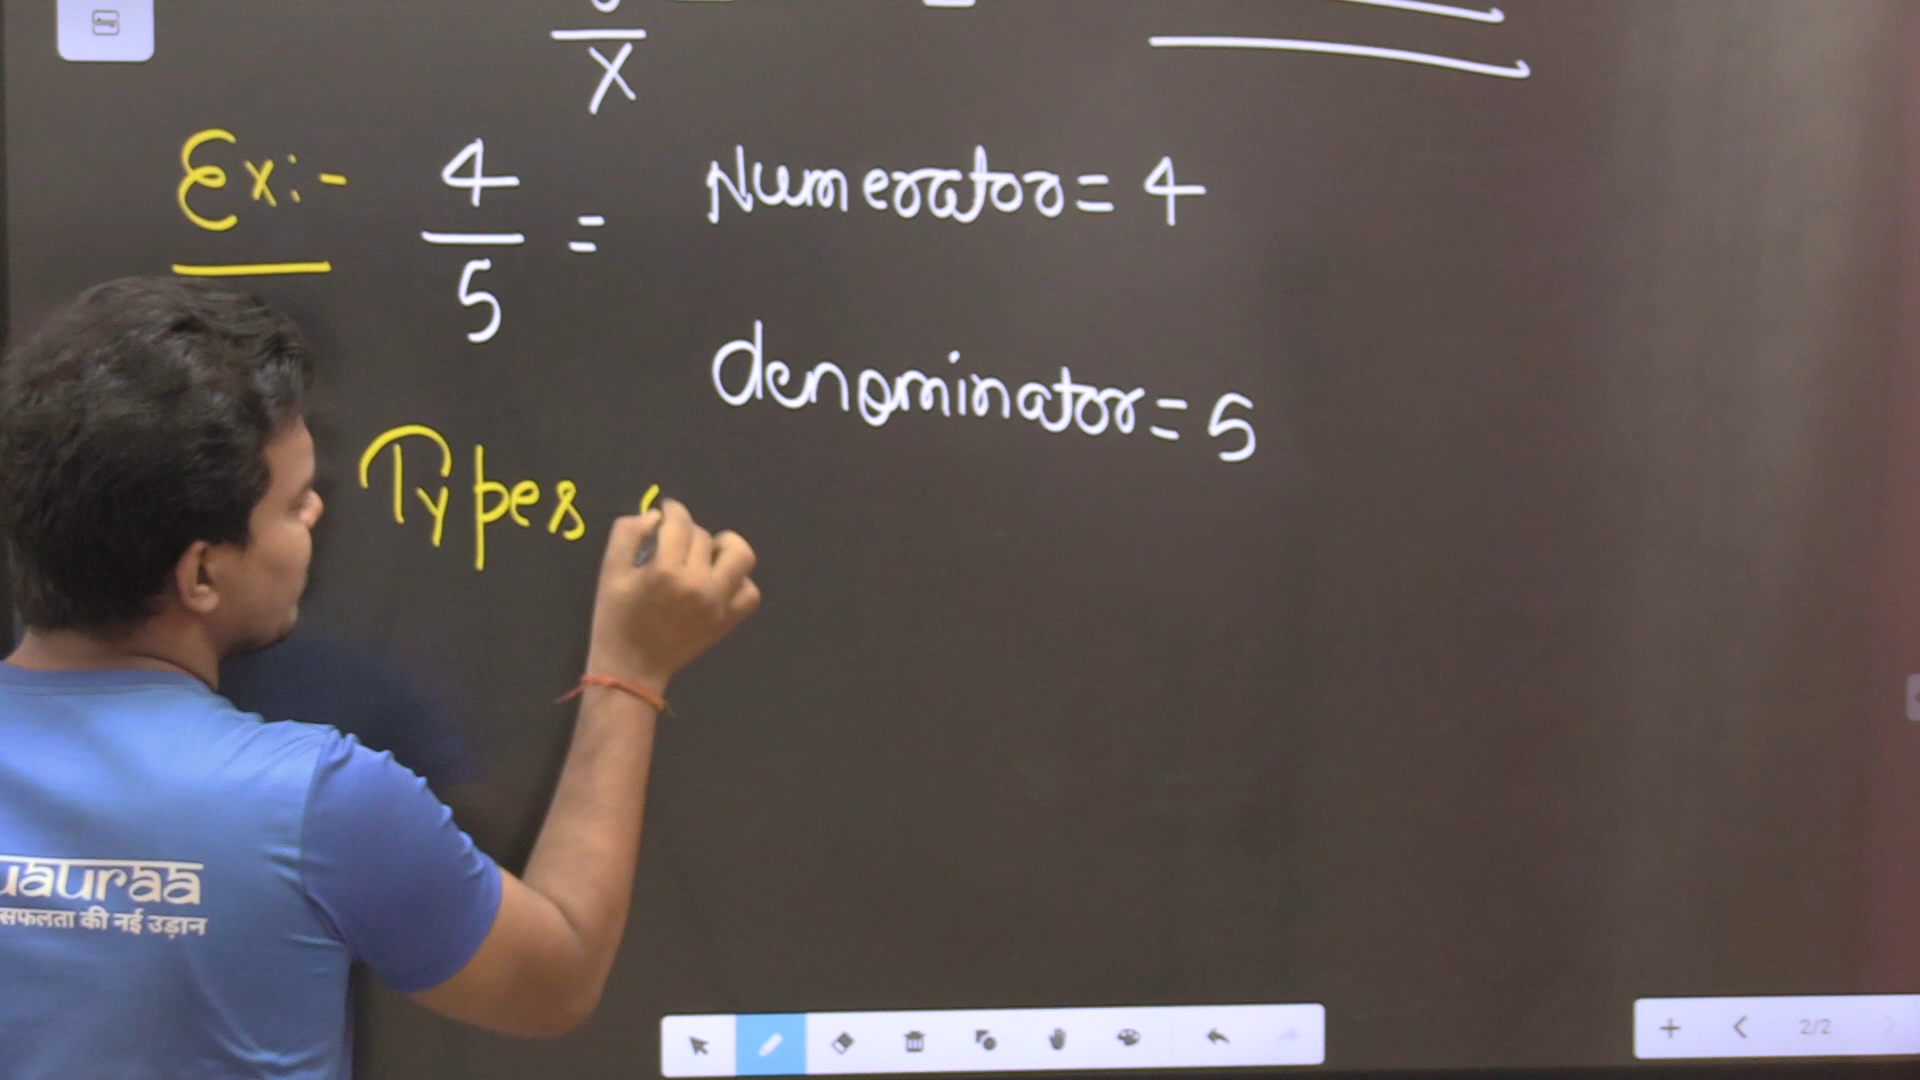 x
Ex:- 4/5 = Numerator = 4
denominator = 5
Types
uauraa
सफलता की नई उड़ान
2/2